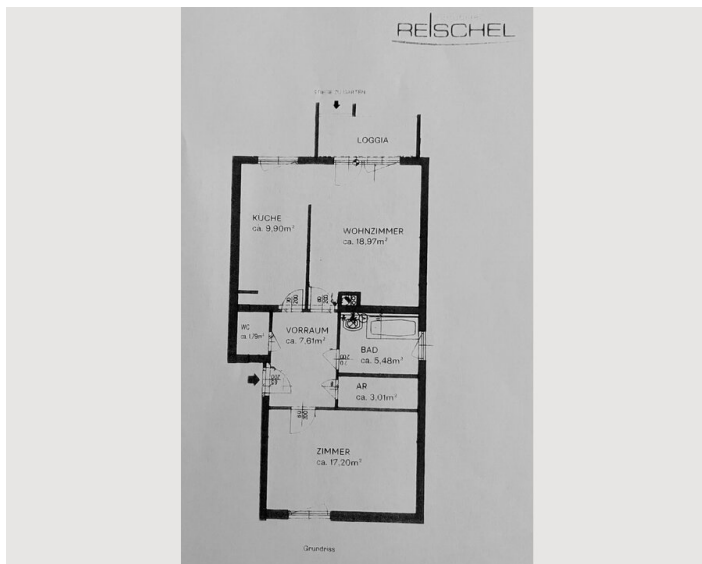 REISCHEL
LOGGIA
KÜCHE
ca. 9,90m²
WOHNZIMMER
ca. 18,97m²
WC
ca. 1,79m²
VORRAUM
ca. 7,61m²
BAD
ca. 5,48m²
AR
ca. 3,01m²
ZIMMER
ca. 17,20m²
Grundriss